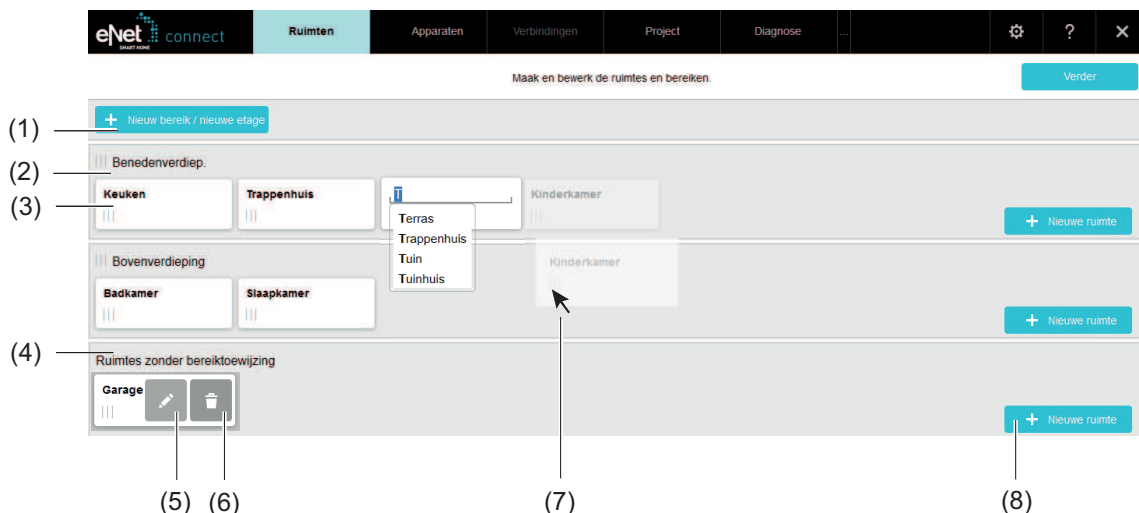 eNet connect Ruimten Apparaten Verbindingen Project Diagnose ... ? ×
SMART HOME
Maak en bewerk de ruimtes en bereiken. Verder
(1) + Nieuw bereik / nieuwe etage
(2) Benedenverdiep.
(3) Keuken Trappenhuis T Kinderkamer
Terras
Trappenhuis
Tuin
Tuinhuis
+ Nieuwe ruimte
Bovenverdieping Kinderkamer
Badkamer Slaapkamer
+ Nieuwe ruimte
(4) Ruimtes zonder bereiktoewijzing
Garage
+ Nieuwe ruimte
(5) (6) (7) (8)